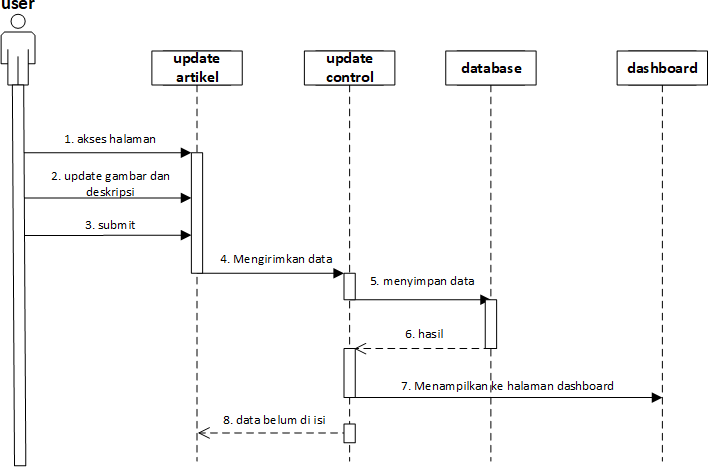 user
update
artikel
update
control
database
dashboard
1. akses halaman
2. update gambar dan
deskripsi
3. submit
4. Mengirimkan data
5. menyimpan data
6. hasil
7. Menampilkan ke halaman dashboard
8. data belum di isi